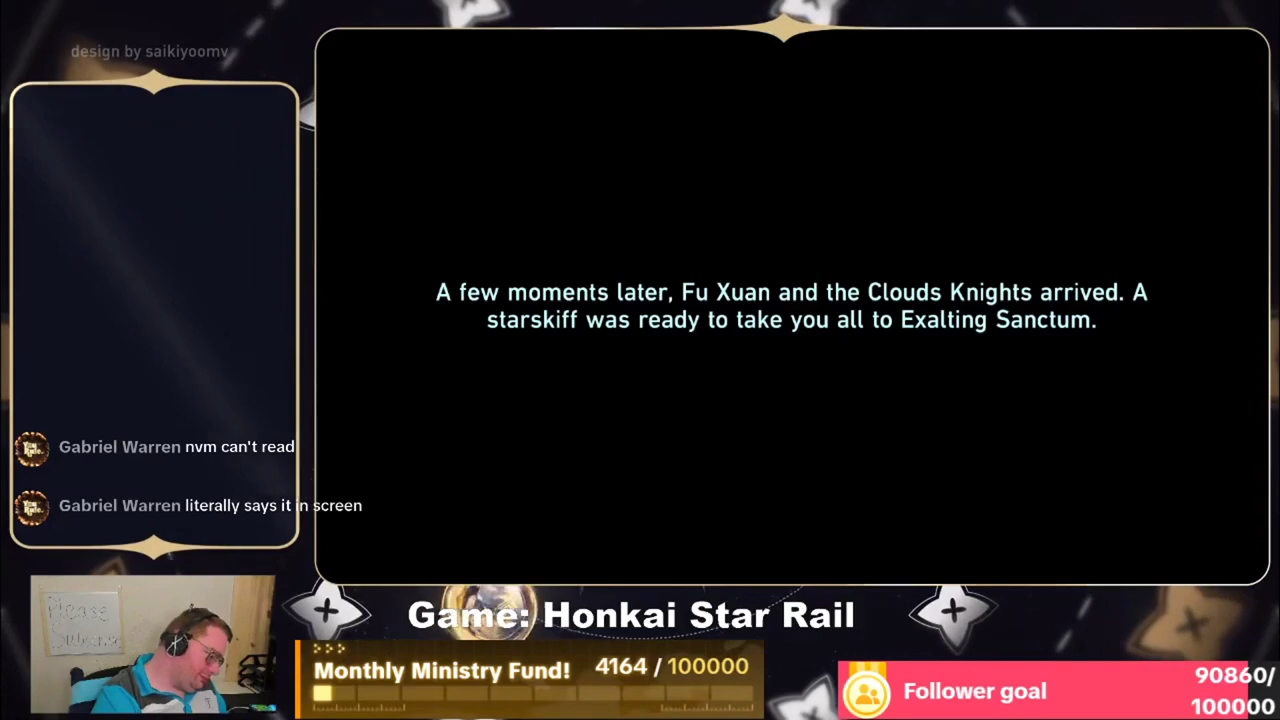 design by saikiyoomv
A few moments later, Fu Xuan and the Clouds Knights arrived. A
starskiff was ready to take you all to Exalting Sanctum.
Gabriel Warren nvm can't read
Gabriel Warren literally says it in screen
Please
Subscribe
Game: Honkai Star Rail
Monthly Ministry Fund! 4164 / 100000
Follower goal
90860/
100000